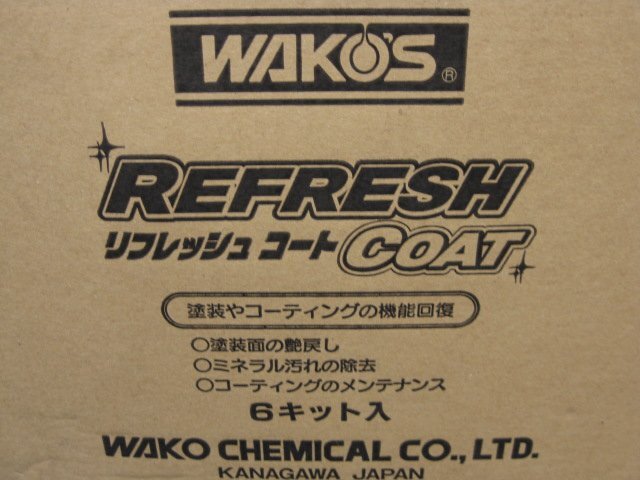 WAKO'S®
REFRESH
リフレッシュ コート COAT
塗装やコーティングの機能回復
○塗装面の艶戻し
○ミネラル汚れの除去
○コーティングのメンテナンス
6キット入
WAKO CHEMICAL CO., LTD.
KANAGAWA JAPAN